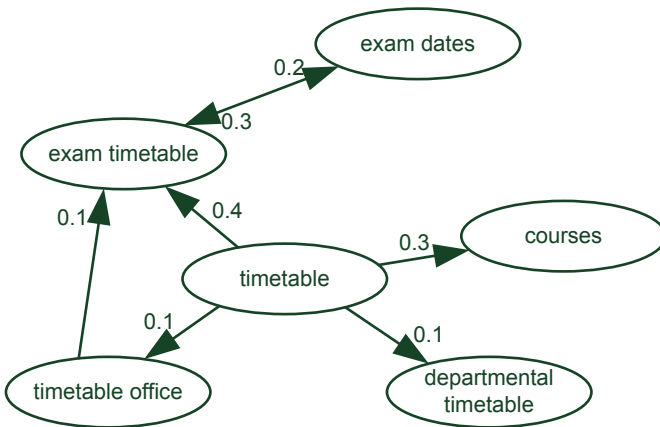 exam dates
0.2
0.3
exam timetable
0.1
0.4
courses
0.3
timetable
0.1
0.1
timetable office
departmental
timetable